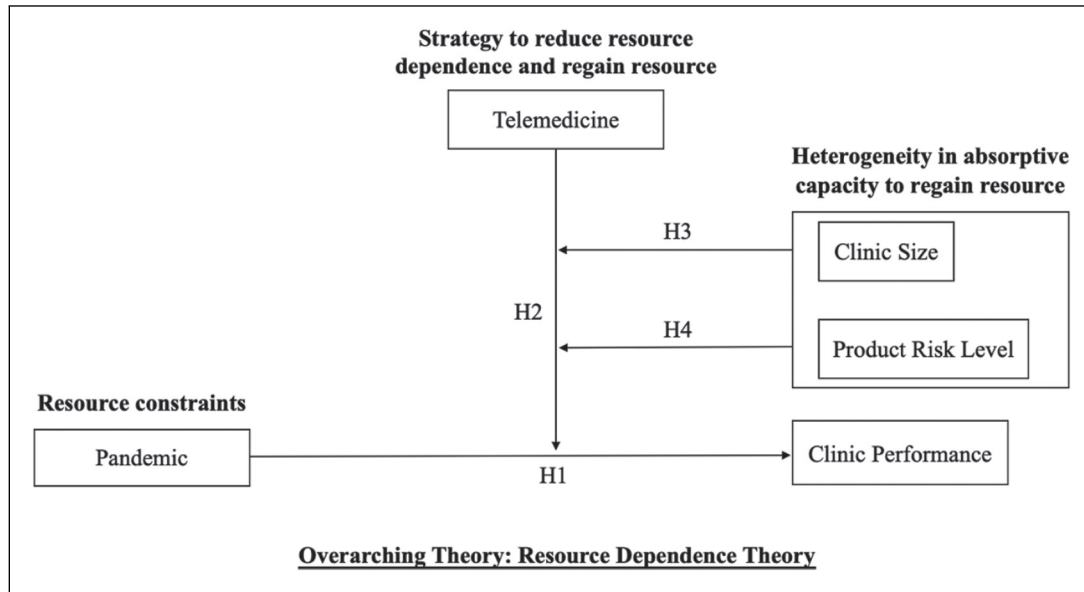 Strategy to reduce resource
dependence and regain resource
Telemedicine
Heterogeneity in absorptive
capacity to regain resource
H3
Clinic Size
H2
H4
Product Risk Level
Resource constraints
Pandemic
Clinic Performance
H1
Overarching Theory: Resource Dependence Theory